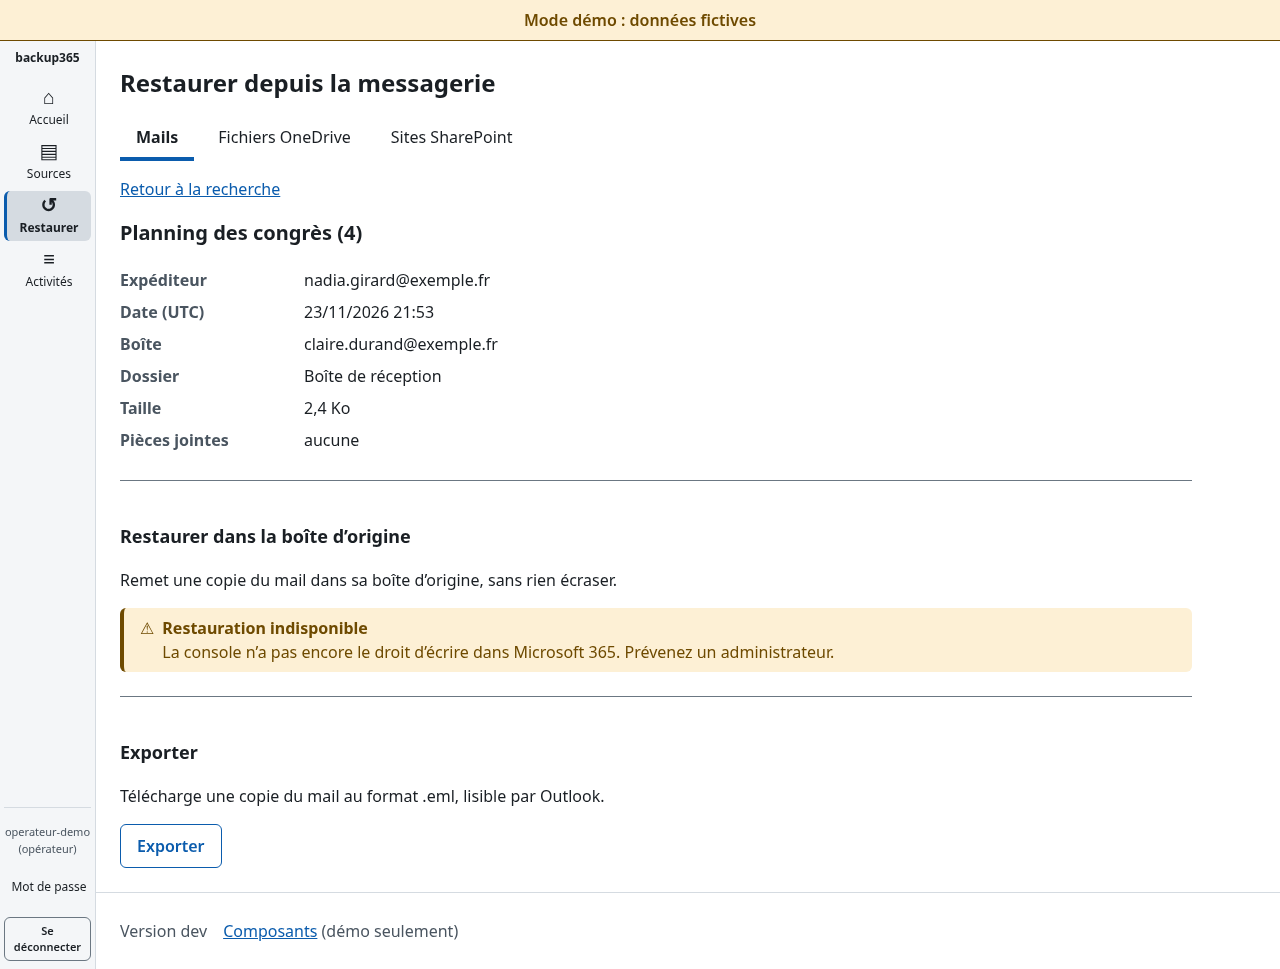 Mode démo : données fictives
backup365
Accueil
Sources
Restaurer
Activités
operateur-demo
(opérateur)
Mot de passe
Se
déconnecter
Restaurer depuis la messagerie
Mails
Fichiers OneDrive
Sites SharePoint
Retour à la recherche
Planning des congrès (4)
Expéditeur nadia.girard@exemple.fr
Date (UTC) 23/11/2026 21:53
Boîte claire.durand@exemple.fr
Dossier Boîte de réception
Taille 2,4 Ko
Pièces jointes aucune
Restaurer dans la boîte d’origine
Remet une copie du mail dans sa boîte d’origine, sans rien écraser.
⚠ Restauration indisponible
La console n’a pas encore le droit d’écrire dans Microsoft 365. Prévenez un administrateur.
Exporter
Télécharge une copie du mail au format .eml, lisible par Outlook.
Exporter
Version dev Composants (démo seulement)